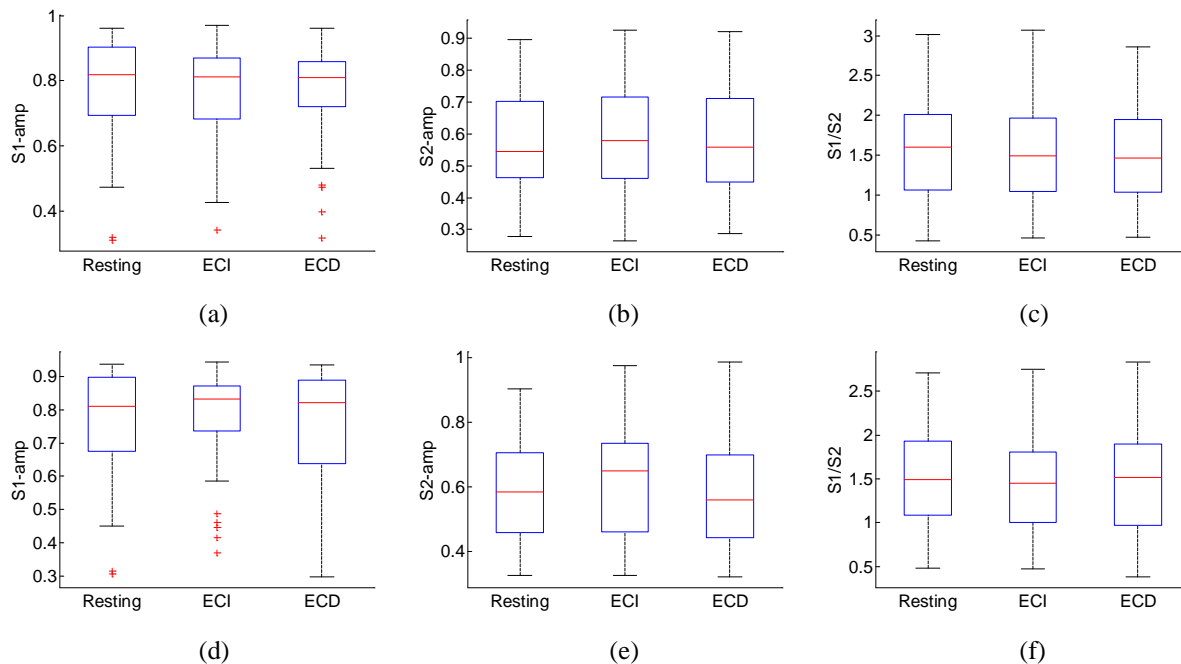 1
0.8
0.6
0.4
S1-amp
Resting ECI ECD
(a)
0.9
0.8
0.7
0.6
0.5
0.4
0.3
S2-amp
Resting ECI ECD
(b)
3
2.5
2
1.5
1
0.5
S1/S2
Resting ECI ECD
(c)
0.9
0.8
0.7
0.6
0.5
0.4
0.3
S1-amp
Resting ECI ECD
(d)
1
0.8
0.6
0.4
S2-amp
Resting ECI ECD
(e)
2.5
2
1.5
1
0.5
S1/S2
Resting ECI ECD
(f)